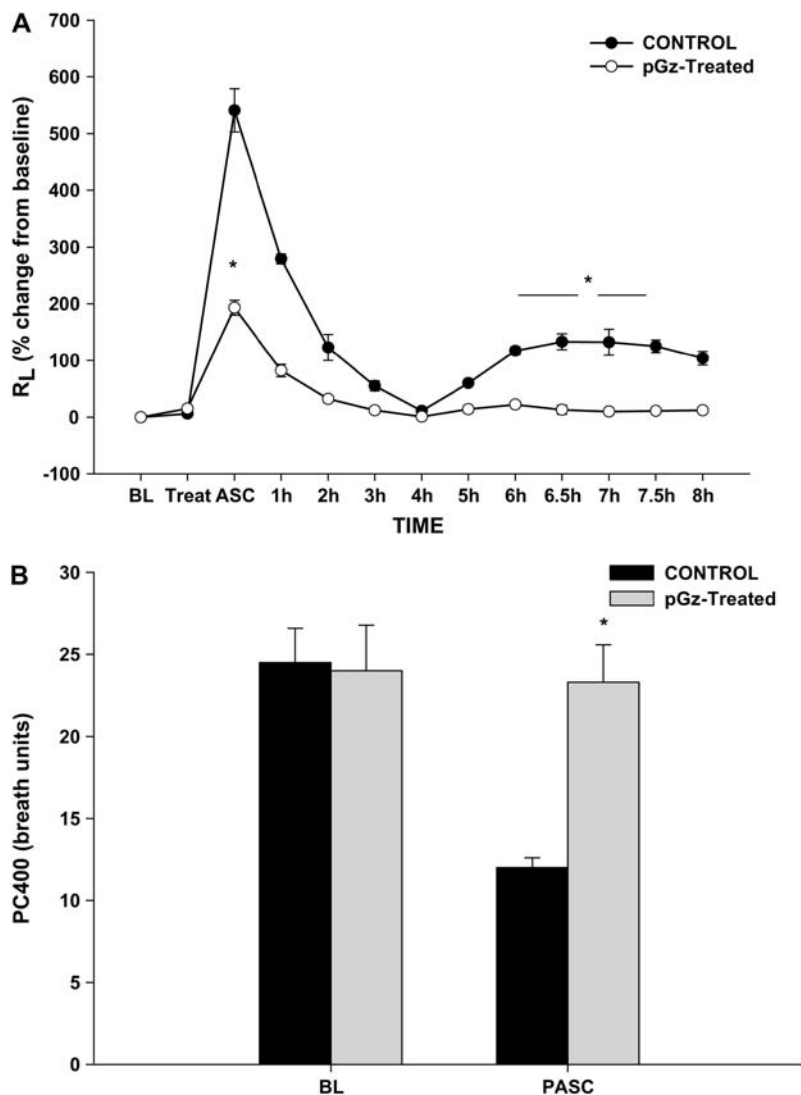 A
700
600
500
400
300
200
100
0
-100
RL (% change from baseline)
CONTROL
pGz-Treated
*
*
BL Treat ASC 1h 2h 3h 4h 5h 6h 6.5h 7h 7.5h 8h
TIME
B
30
25
20
15
10
5
0
PC400 (breath units)
CONTROL
pGz-Treated
*
BL PASC